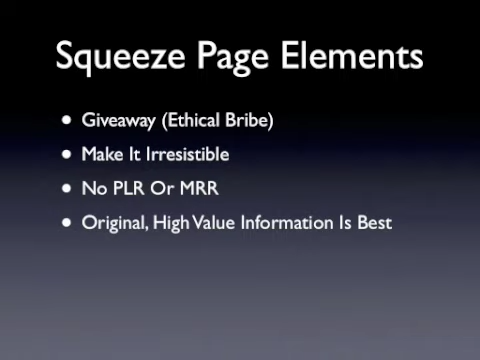 Squeeze Page Elements
• Giveaway (Ethical Bribe)
• Make It Irresistible
• No PLR Or MRR
• Original, High Value Information Is Best